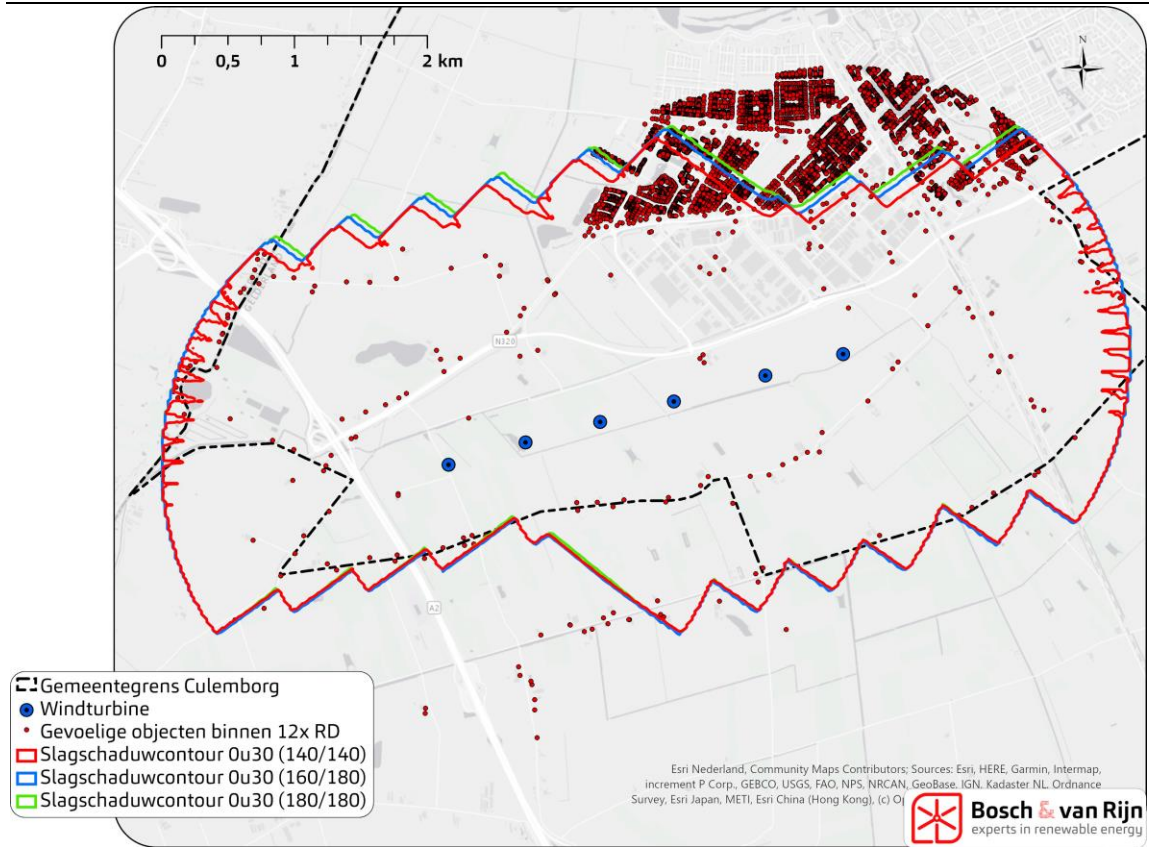 0 0,5 1 2 km
N
GELDERLAND
N320
A2
Gemeentegrens Culemborg
Windturbine
Gevoelige objecten binnen 12x RD
Slagschaduwcontour 0u30 (140/140)
Slagschaduwcontour 0u30 (160/180)
Slagschaduwcontour 0u30 (180/180)
Esri Nederland, Community Maps Contributors; Sources: Esri, HERE, Garmin, Intermap,
increment P Corp., GEBCO, USGS, FAO, NPS, NRCAN, GeoBase, IGN, Kadaster NL, Ordnance
Survey, Esri Japan, METI, Esri China (Hong Kong), (c)
Bosch & van Rijn
experts in renewable energy